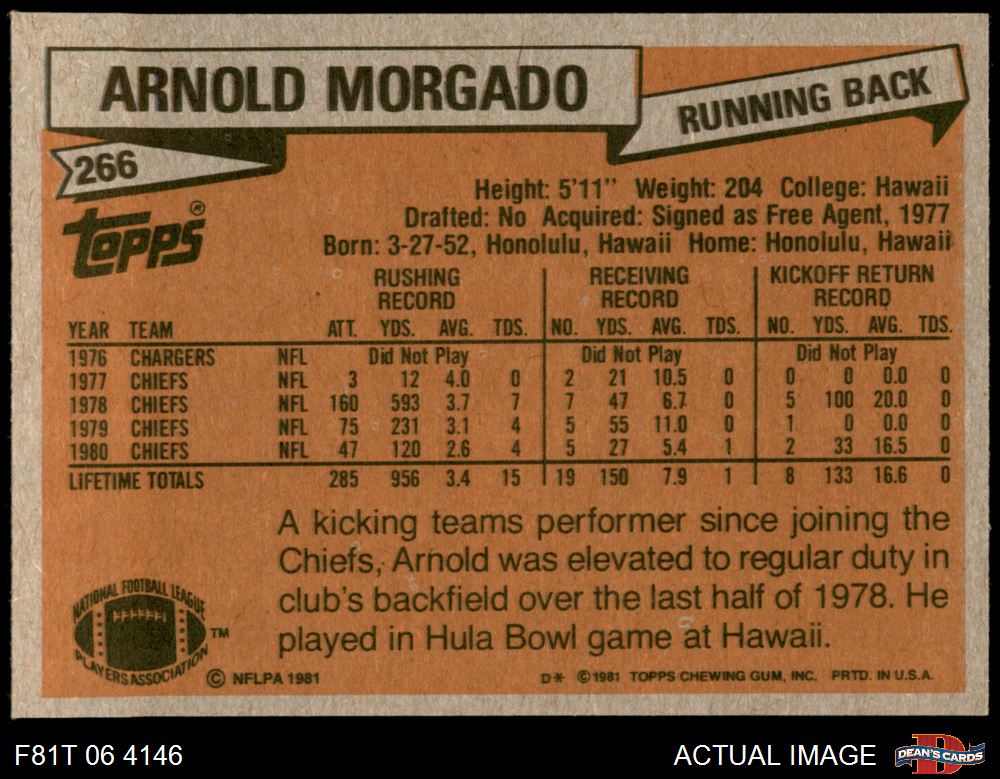 ARNOLD MORGADO
RUNNING BACK
266
Topps®
Height: 5'11" Weight: 204 College: Hawaii
Drafted: No Acquired: Signed as Free Agent, 1977
Born: 3-27-52, Honolulu, Hawaii Home: Honolulu, Hawaii
RUSHING RECORD RECEIVING RECORD KICKOFF RETURN RECORD
YEAR TEAM ATT. YDS. AVG. TDS. NO. YDS. AVG. TDS. NO. YDS. AVG. TDS.
1976 CHARGERS NFL Did Not Play Did Not Play Did Not Play
1977 CHIEFS NFL 3 12 4.0 0 2 21 10.5 0 0 0 0.0 0
1978 CHIEFS NFL 160 593 3.7 7 7 47 6.7 0 5 100 20.0 0
1979 CHIEFS NFL 75 231 3.1 4 5 55 11.0 0 1 0 0.0 0
1980 CHIEFS NFL 47 120 2.6 4 5 27 5.4 1 2 33 16.5 0
LIFETIME TOTALS 285 956 3.4 15 19 150 7.9 1 8 133 16.6 0
A kicking teams performer since joining the
Chiefs, Arnold was elevated to regular duty in
club's backfield over the last half of 1978. He
played in Hula Bowl game at Hawaii.
NATIONAL FOOTBALL LEAGUE
PLAYERS ASSOCIATION
TM
© NFLPA 1981 D* © 1981 TOPPS CHEWING GUM, INC. PRTD. IN U.S.A.
F81T 06 4146 ACTUAL IMAGE D DEAN'S CARDS